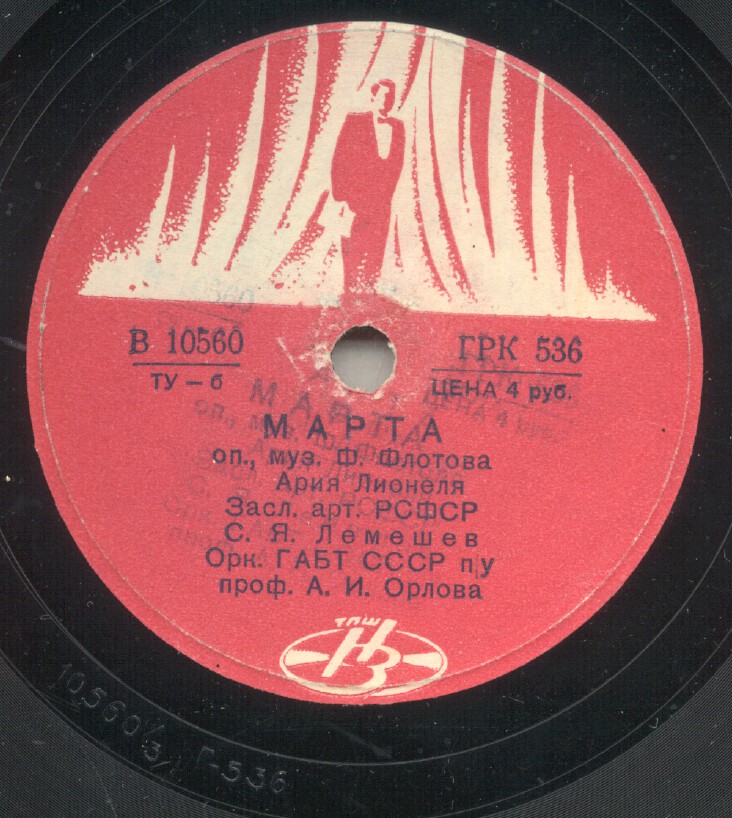 В 10560
ГРК 536
ТУ — б
ЦЕНА 4 руб.
МАРТА
оп., муз. Ф. Флотова
Ария Лионеля
Засл. арт. РСФСР
С. Я. Лемешев
Орк. ГАБТ СССР п/у
проф. А. И. Орлова
ТПШ
НЗ
10560
Г-536